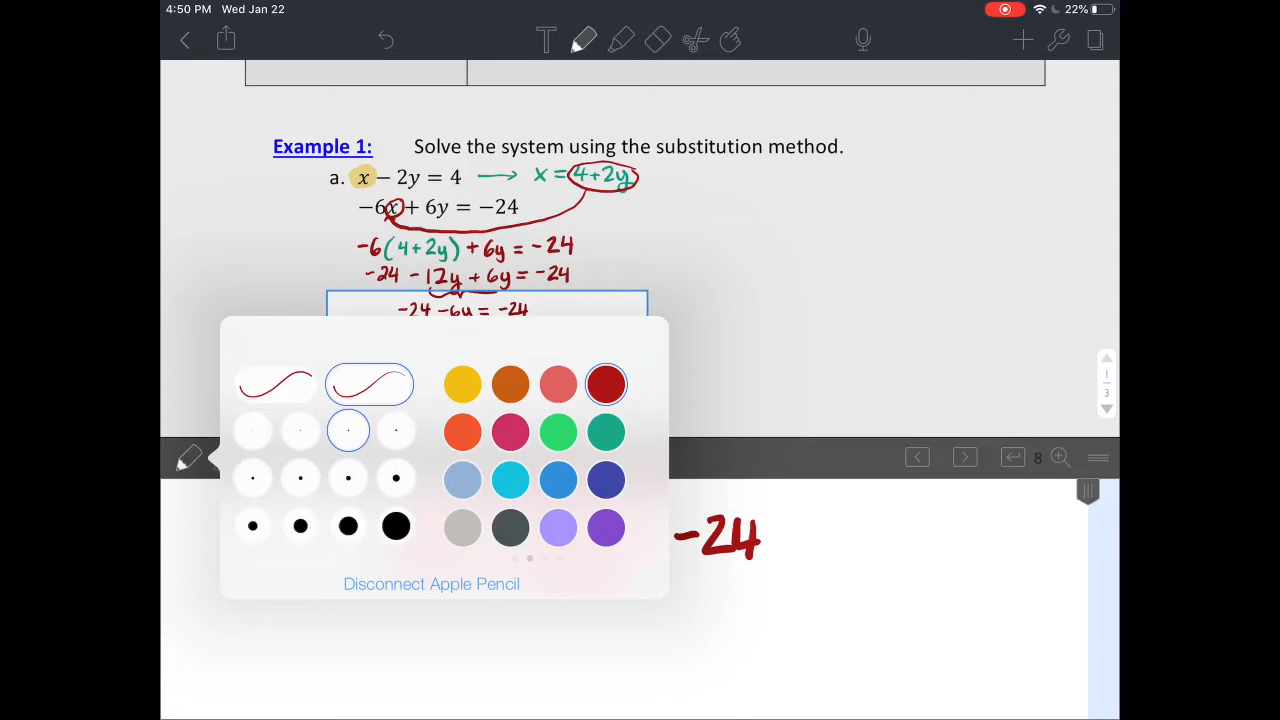 4:50 PM Wed Jan 22 22%
T
Example 1: Solve the system using the substitution method.
a. x − 2y = 4 → x = 4+2y
−6x + 6y = −24
-6(4+2y) + 6y = -24
-24 - 12y + 6y = -24
-24 - 6y = -24
1
3
8
-24
Disconnect Apple Pencil